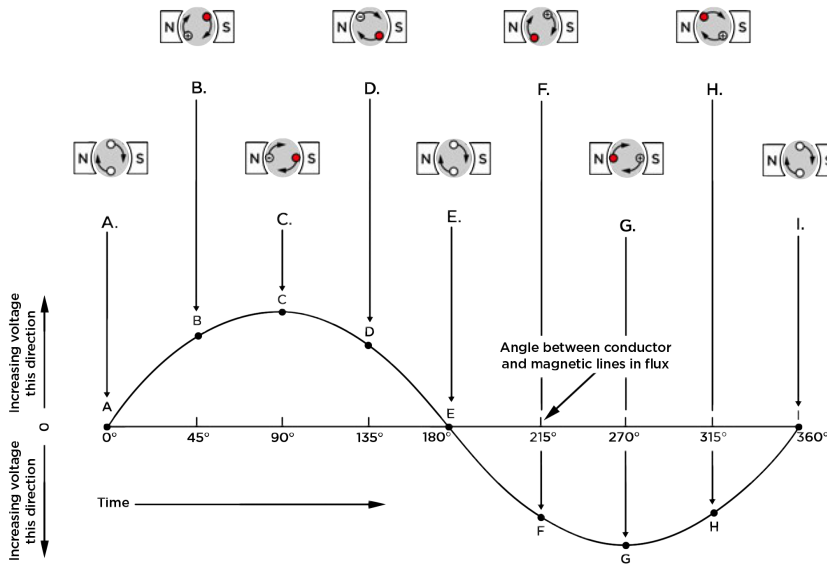 N S
N S
N S
N S
B.
D.
F.
H.
N S
N S
N S
N S
N S
A.
C.
E.
G.
I.
Increasing voltage
this direction
C
B
D
Angle between conductor
and magnetic lines in flux
A
E
I
0
0°
45°
90°
135°
180°
215°
270°
315°
360°
Increasing voltage
this direction
Time
F
H
G